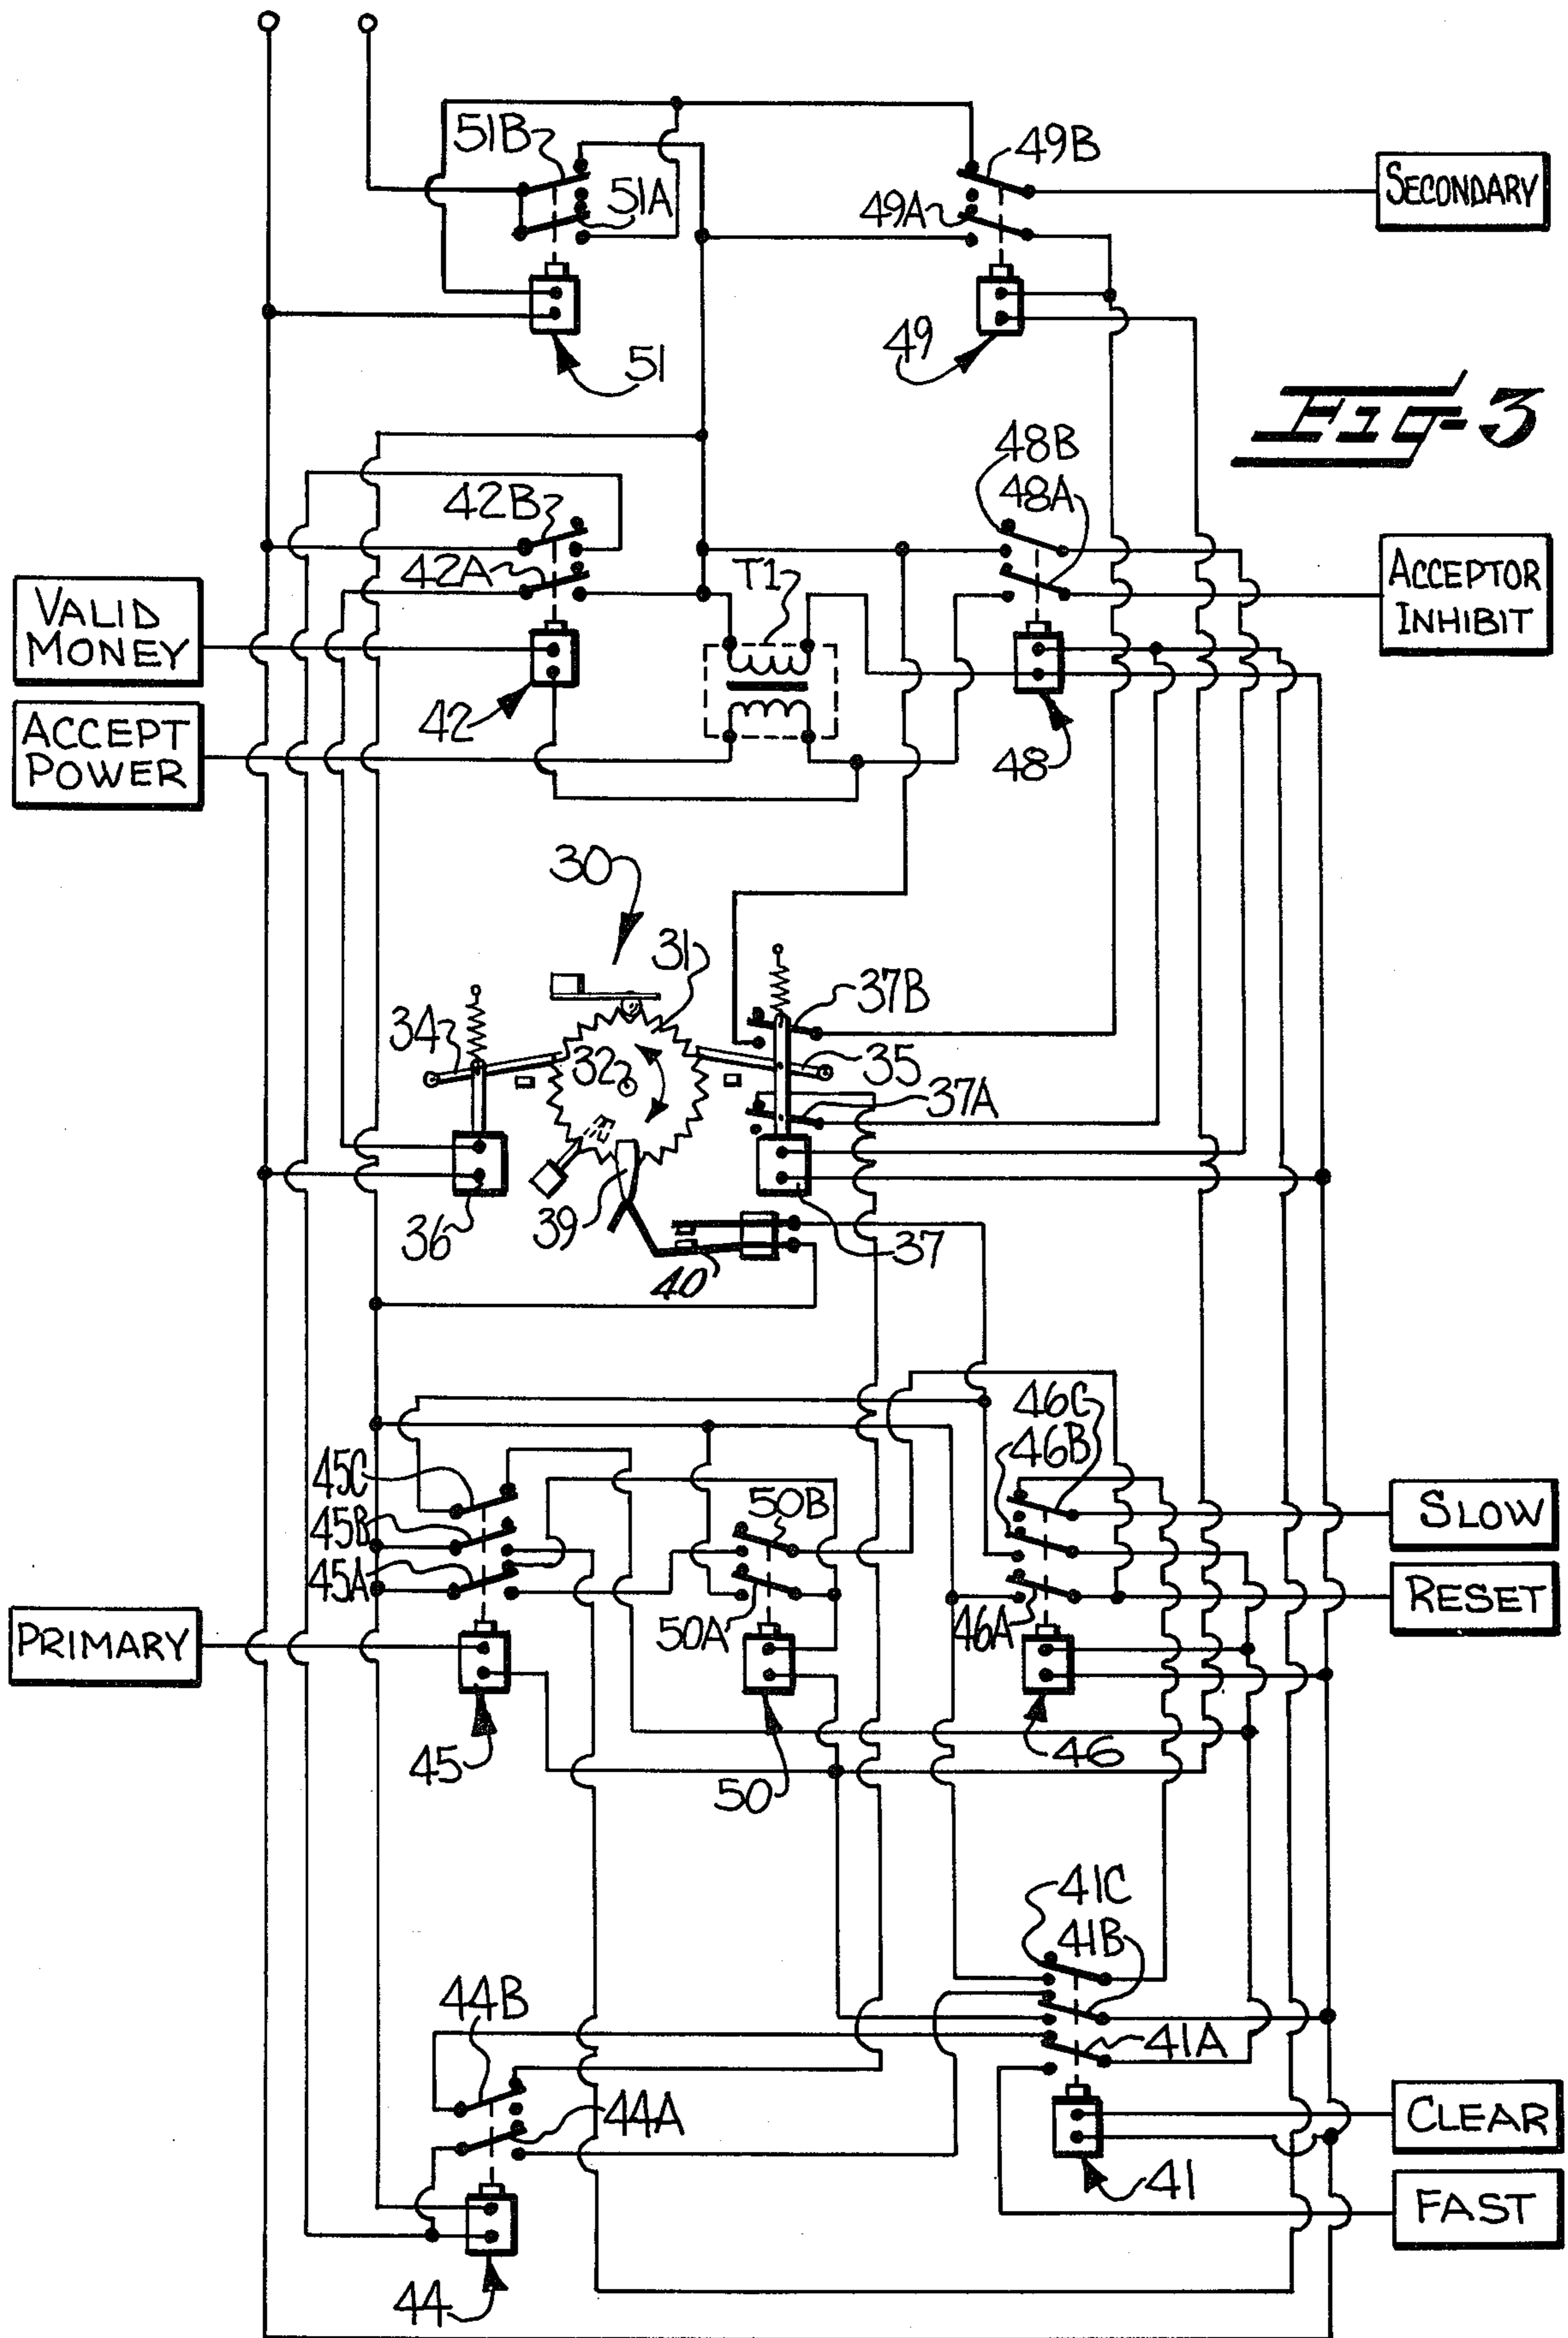 51B
51A
49B
49A
SECONDARY
51
49
FIG-3
42B
42A
T1
48B
48A
ACCEPTOR
INHIBIT
VALID
MONEY
42
48
ACCEPT
POWER
30
31
34
32
37B
35
37A
36
39
40
37
45C
45B
45A
50B
50A
46C
46B
46A
SLOW
RESET
PRIMARY
45
50
46
41C
41B
41A
44B
44A
CLEAR
41
FAST
44